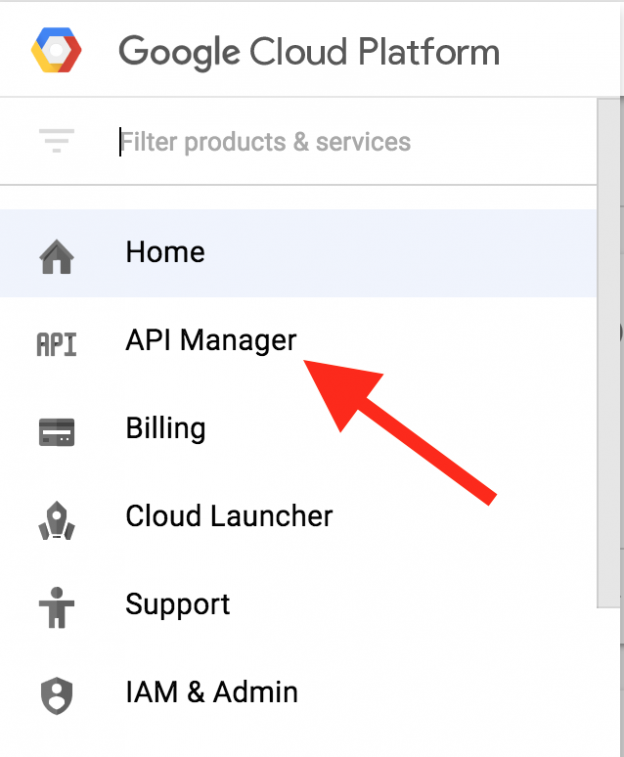 Google Cloud Platform
Filter products & services
Home
API
API Manager
Billing
Cloud Launcher
Support
IAM & Admin